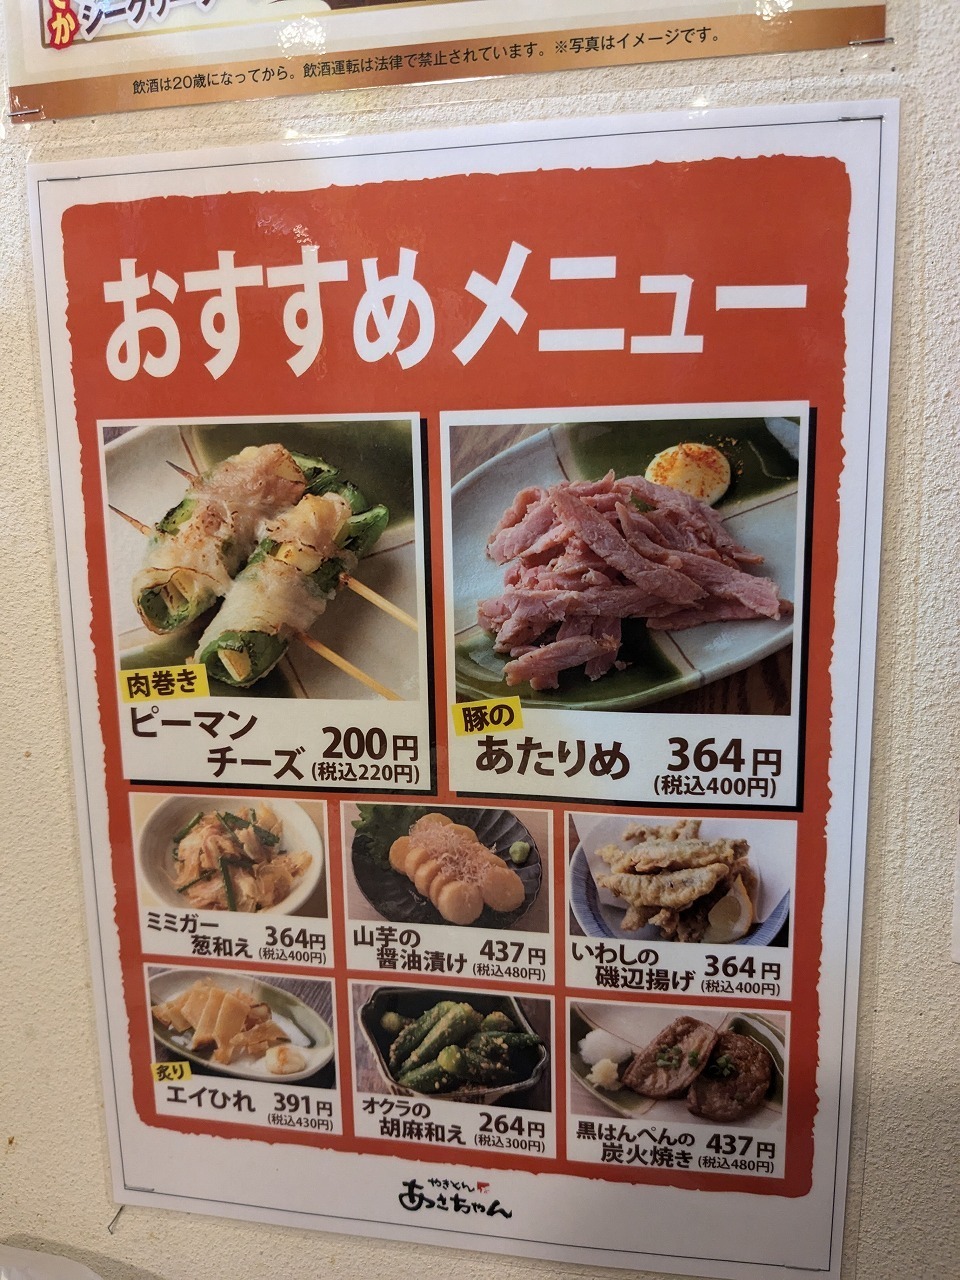 シークヮーサー
飲酒は20歳になってから。飲酒運転は法律で禁止されています。※写真はイメージです。
おすすめメニュー
肉巻き
ピーマン
チーズ
200円
(税込220円)
豚の
あたりめ
364円
(税込400円)
ミミガー
葱和え
364円
(税込400円)
山芋の
醤油漬け
437円
(税込480円)
いわしの
磯辺揚げ
364円
(税込400円)
炙り
エイひれ
391円
(税込430円)
オクラの
胡麻和え
264円
(税込300円)
黒はんぺんの
炭火焼き
437円
(税込480円)
やきとん
あっさちゃん